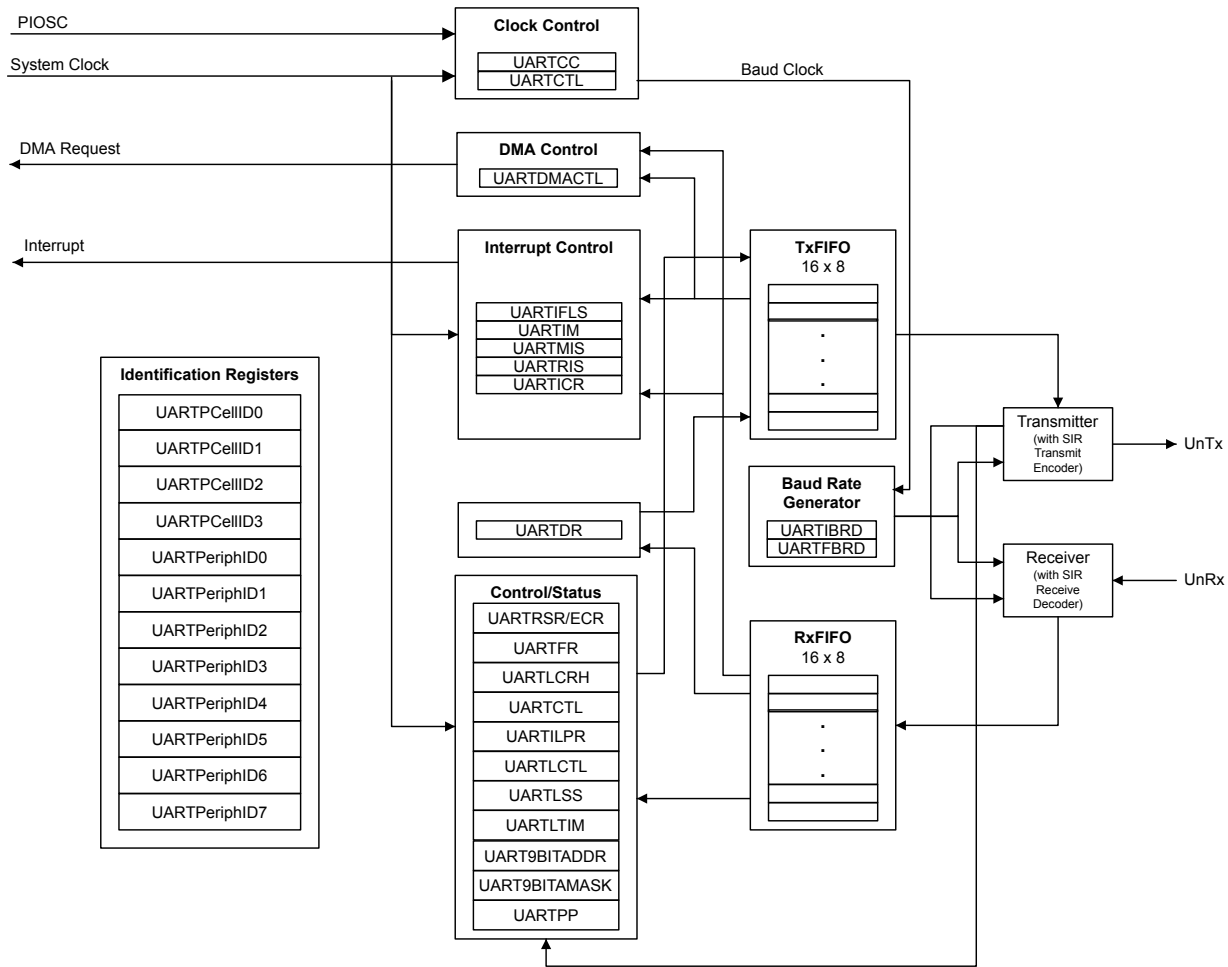 PIOSC
System Clock
Clock Control
UARTCC
UARTCTL
Baud Clock
DMA Request
DMA Control
UARTDMACTL
Interrupt
Interrupt Control
UARTIFLS
UARTIM
UARTMIS
UARTRIS
UARTICR
TxFIFO
16 x 8
.
.
.
Identification Registers
UARTPCellID0
UARTPCellID1
UARTPCellID2
UARTPCellID3
UARTPeriphID0
UARTPeriphID1
UARTPeriphID2
UARTPeriphID3
UARTPeriphID4
UARTPeriphID5
UARTPeriphID6
UARTPeriphID7
UARTDR
Baud Rate
Generator
UARTIBRD
UARTFBRD
Transmitter
(with SIR
Transmit
Encoder)
UnTx
Receiver
(with SIR
Receive
Decoder)
UnRx
Control/Status
UARTRSR/ECR
UARTFR
UARTLCRH
UARTCTL
UARTILPR
UARTLCTL
UARTLSS
UARTLTIM
UART9BITADDR
UART9BITAMASK
UARTPP
RxFIFO
16 x 8
.
.
.